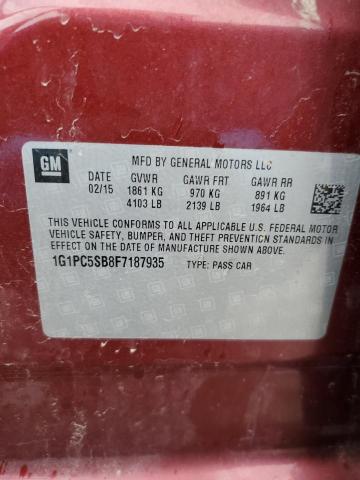 GM
MFD BY GENERAL MOTORS LLC
DATE GVWR GAWR FRT GAWR RR
02/15 1861 KG 970 KG 891 KG
4103 LB 2139 LB 1964 LB
THIS VEHICLE CONFORMS TO ALL APPLICABLE U.S. FEDERAL MOTOR
VEHICLE SAFETY, BUMPER, AND THEFT PREVENTION STANDARDS IN
EFFECT ON THE DATE OF MANUFACTURE SHOWN ABOVE.
1G1PC5SB8F7187935 TYPE: PASS CAR